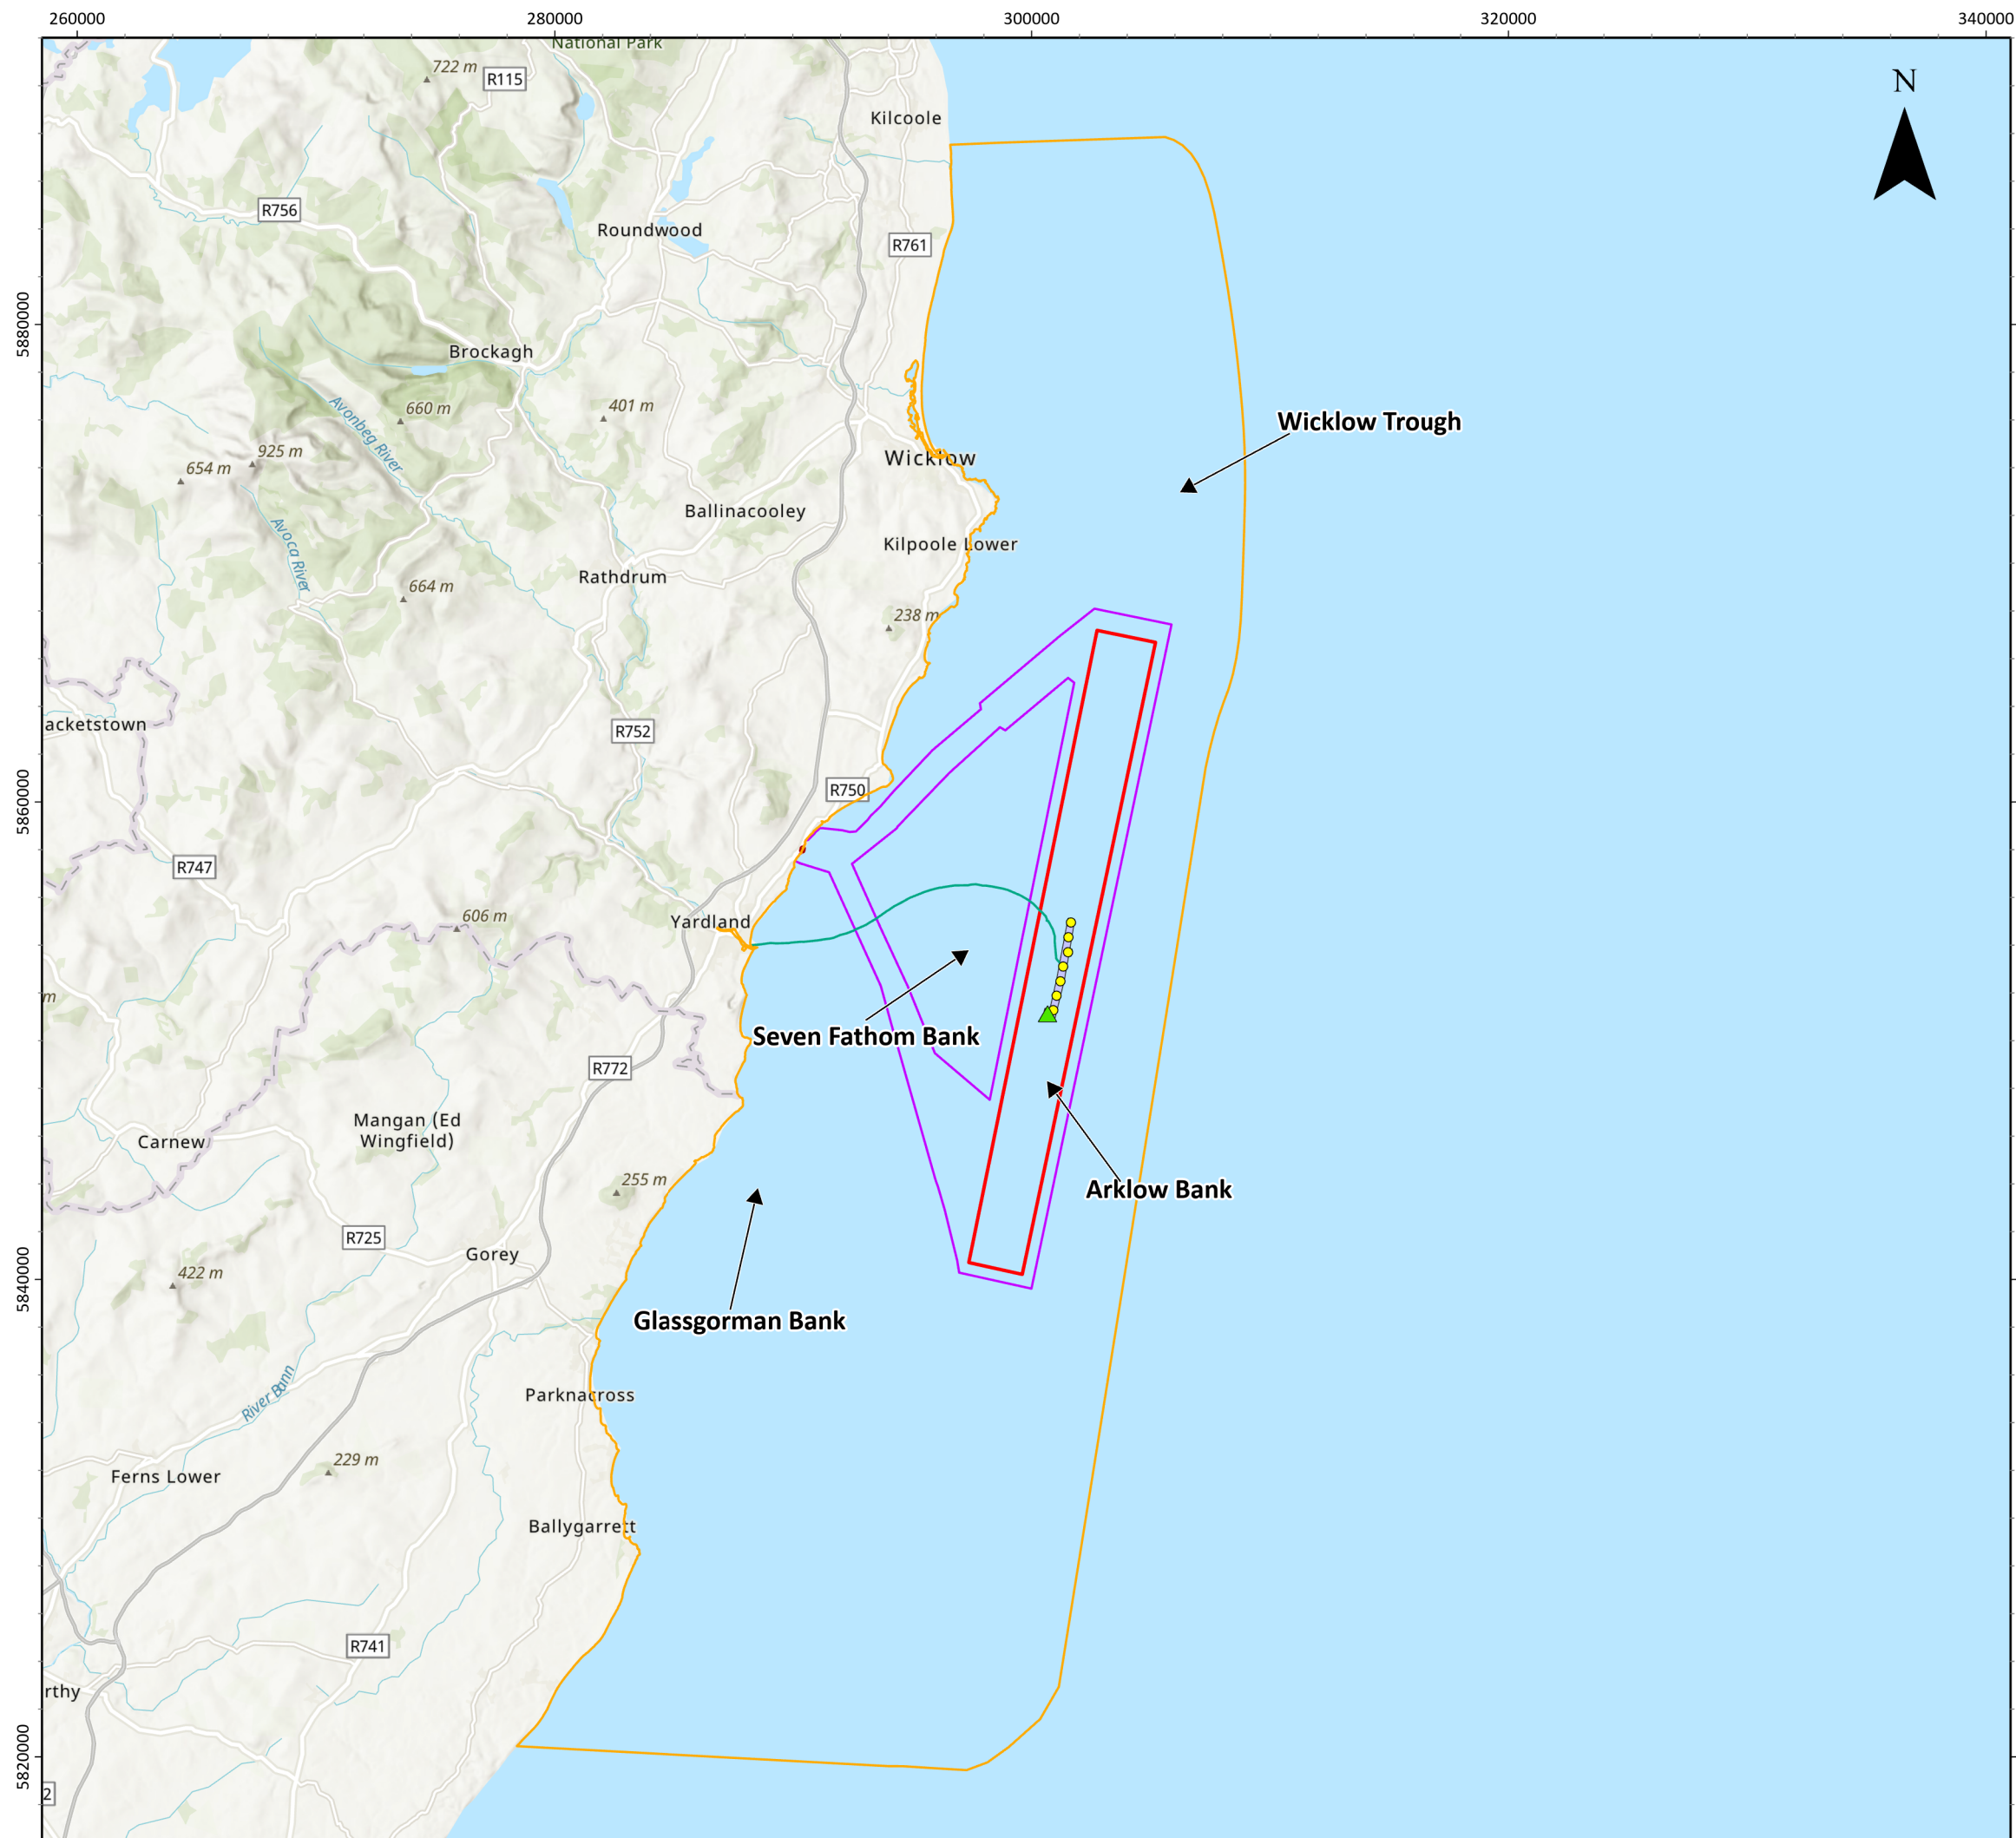 260000
280000
300000
320000
340000
National Park
722 m
R115
N
Kilcoole
R756
Roundwood
R761
5880000
Brockagh
Avonbeg River
660 m
401 m
Wicklow Trough
925 m
654 m
Wicklow
Ballinacooley
Avoca River
Kilpoole Lower
Rathdrum
664 m
238 m
acketstown
R752
R750
5860000
R747
606 m
Yardland
m
Seven Fathom Bank
R772
Mangan (Ed
Wingfield)
Carnew
255 m
Arklow Bank
R725
Gorey
5840000
422 m
Glassgorman Bank
River Bann
Parknacross
229 m
Ferns Lower
Ballygarrett
R741
rthy
5820000
2